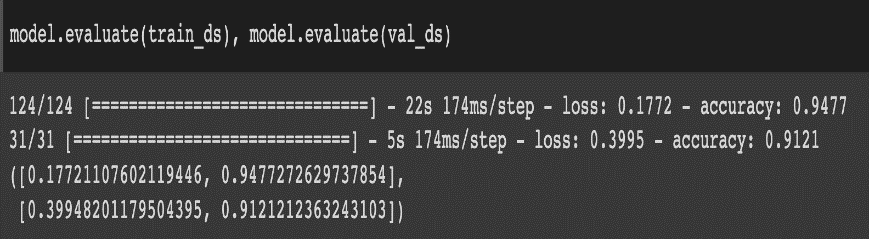 model.evaluate(train_ds), model.evaluate(val_ds)
124/124 [==============================] - 22s 174ms/step - loss: 0.1772 - accuracy: 0.9477
31/31 [==============================] - 5s 174ms/step - loss: 0.3995 - accuracy: 0.9121
([0.17721107602119446, 0.9477272629737854],
 [0.39948201179504395, 0.9121212363243103])